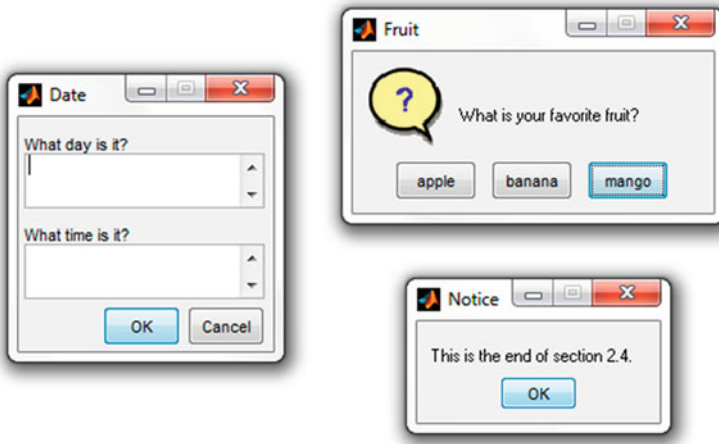 Date
What day is it?
What time is it?
OK Cancel
Fruit
?
What is your favorite fruit?
apple banana mango
Notice
This is the end of section 2.4.
OK